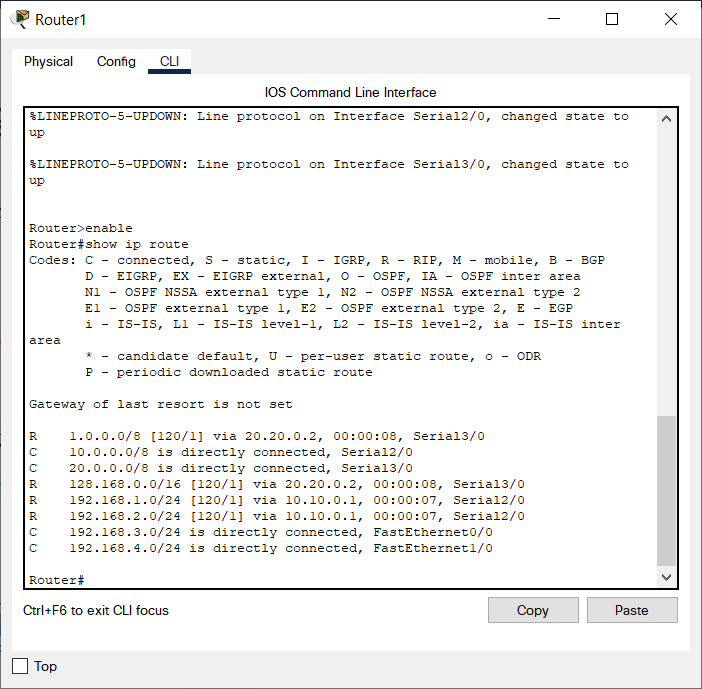 Router1
Physical Config CLI
IOS Command Line Interface
%LINEPROTO-5-UPDOWN: Line protocol on Interface Serial2/0, changed state to
up
%LINEPROTO-5-UPDOWN: Line protocol on Interface Serial3/0, changed state to
up
Router>enable
Router#show ip route
Codes: C - connected, S - static, I - IGRP, R - RIP, M - mobile, B - BGP
       D - EIGRP, EX - EIGRP external, O - OSPF, IA - OSPF inter area
       N1 - OSPF NSSA external type 1, N2 - OSPF NSSA external type 2
       E1 - OSPF external type 1, E2 - OSPF external type 2, E - EGP
       i - IS-IS, L1 - IS-IS level-1, L2 - IS-IS level-2, ia - IS-IS inter
area
       * - candidate default, U - per-user static route, o - ODR
       P - periodic downloaded static route
Gateway of last resort is not set
R    1.0.0.0/8 [120/1] via 20.20.0.2, 00:00:08, Serial3/0
C    10.0.0.0/8 is directly connected, Serial2/0
C    20.0.0.0/8 is directly connected, Serial3/0
R    128.168.0.0/16 [120/1] via 20.20.0.2, 00:00:08, Serial3/0
R    192.168.1.0/24 [120/1] via 10.10.0.1, 00:00:07, Serial2/0
R    192.168.2.0/24 [120/1] via 10.10.0.1, 00:00:07, Serial2/0
C    192.168.3.0/24 is directly connected, FastEthernet0/0
C    192.168.4.0/24 is directly connected, FastEthernet1/0
Router#
Ctrl+F6 to exit CLI focus
Copy
Paste
Top